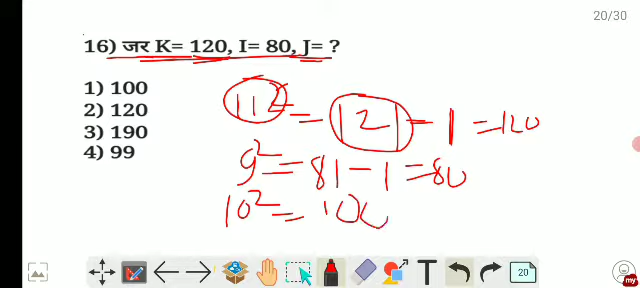 20/30
16) जर K= 120, I= 80, J= ?
1) 100
2) 120
3) 190
4) 99
11² = 121 - 1 = 120
9² = 81 - 1 = 80
10² = 100
T
20
my